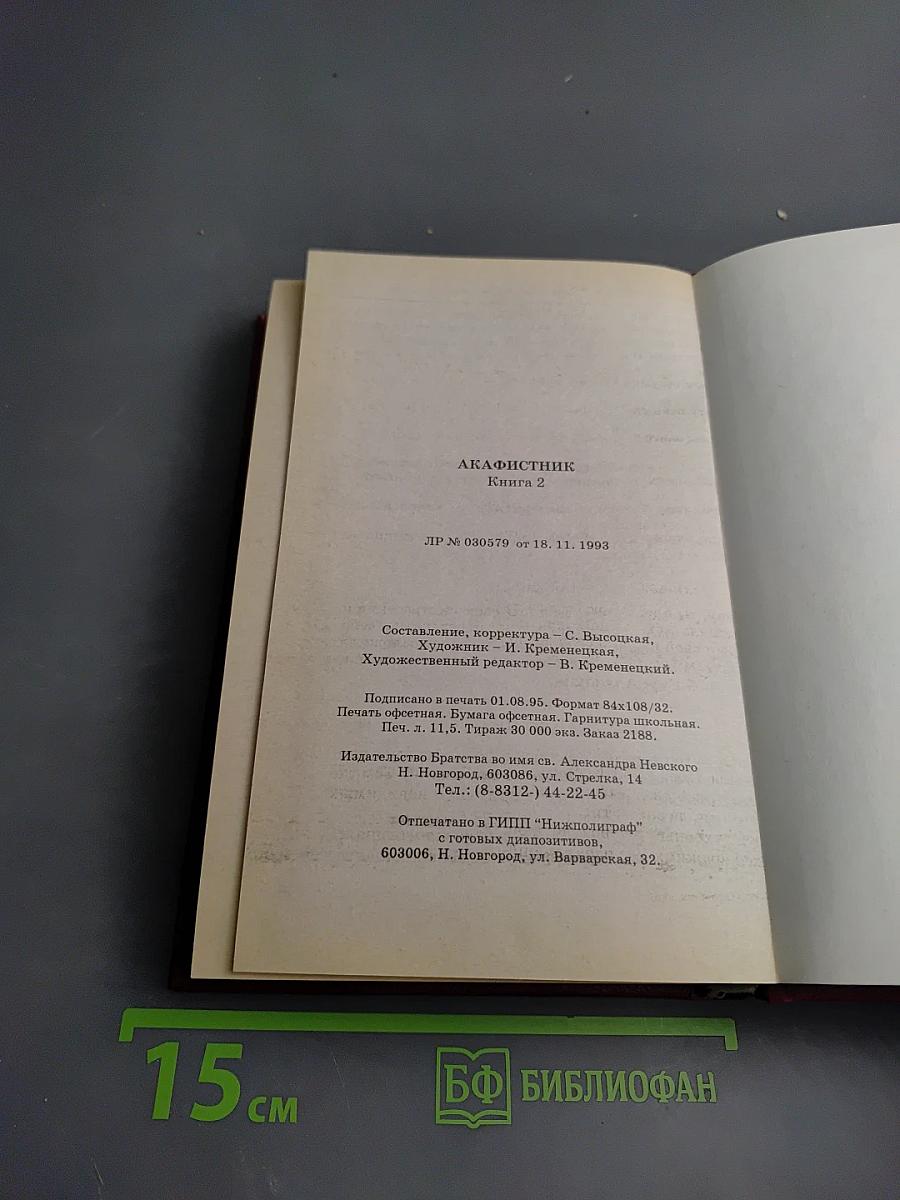 АКАФИСТНИК
Книга 2
ЛР № 030579 от 18. 11. 1993
Составление, корректура – С. Высоцкая,
Художник – И. Кременецкая,
Художественный редактор – В. Кременецкий.
Подписано в печать 01.08.95. Формат 84х108/32.
Печать офсетная. Бумага офсетная. Гарнитура школьная.
Печ. л. 11,5. Тираж 30 000 экз. Заказ 2188.
Издательство Братства во имя св. Александра Невского
Н. Новгород, 603086, ул. Стрелка, 14
Тел.: (8-8312-) 44-22-45
Отпечатано в ГИПП “Нижполиграф”
с готовых диапозитивов,
603006, Н. Новгород, ул. Варварская, 32.
15 см
БФ БИБЛИОФАН